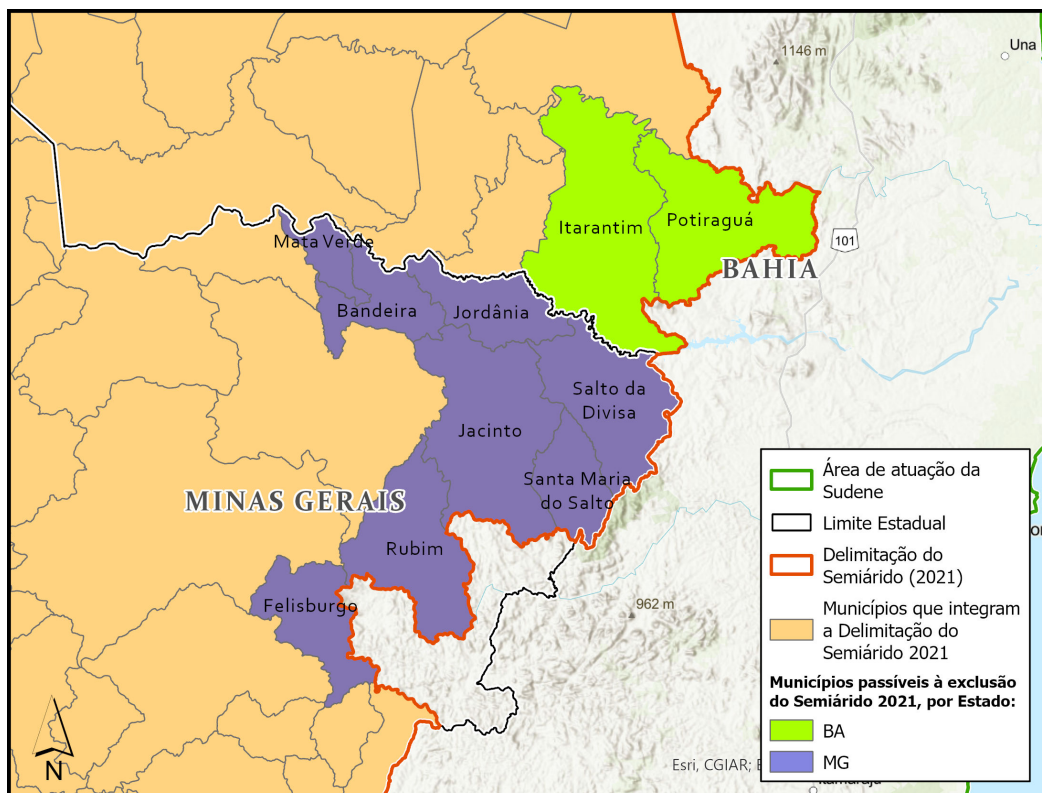 1146 m
Una
Itarantim
Potiraguá
Mata Verde
101
BAHIA
Bandeira
Jordânia
Salto da
Divisa
Jacinto
Santa Maria
do Salto
MINAS GERAIS
Rubim
Felisburgo
962 m
N
Esri, CGIAR;
Área de atuação da
Sudene
Limite Estadual
Delimitação do
Semiárido (2021)
Municípios que integram
a Delimitação do
Semiárido 2021
Municípios passíveis à exclusão
do Semiárido 2021, por Estado:
BA
MG